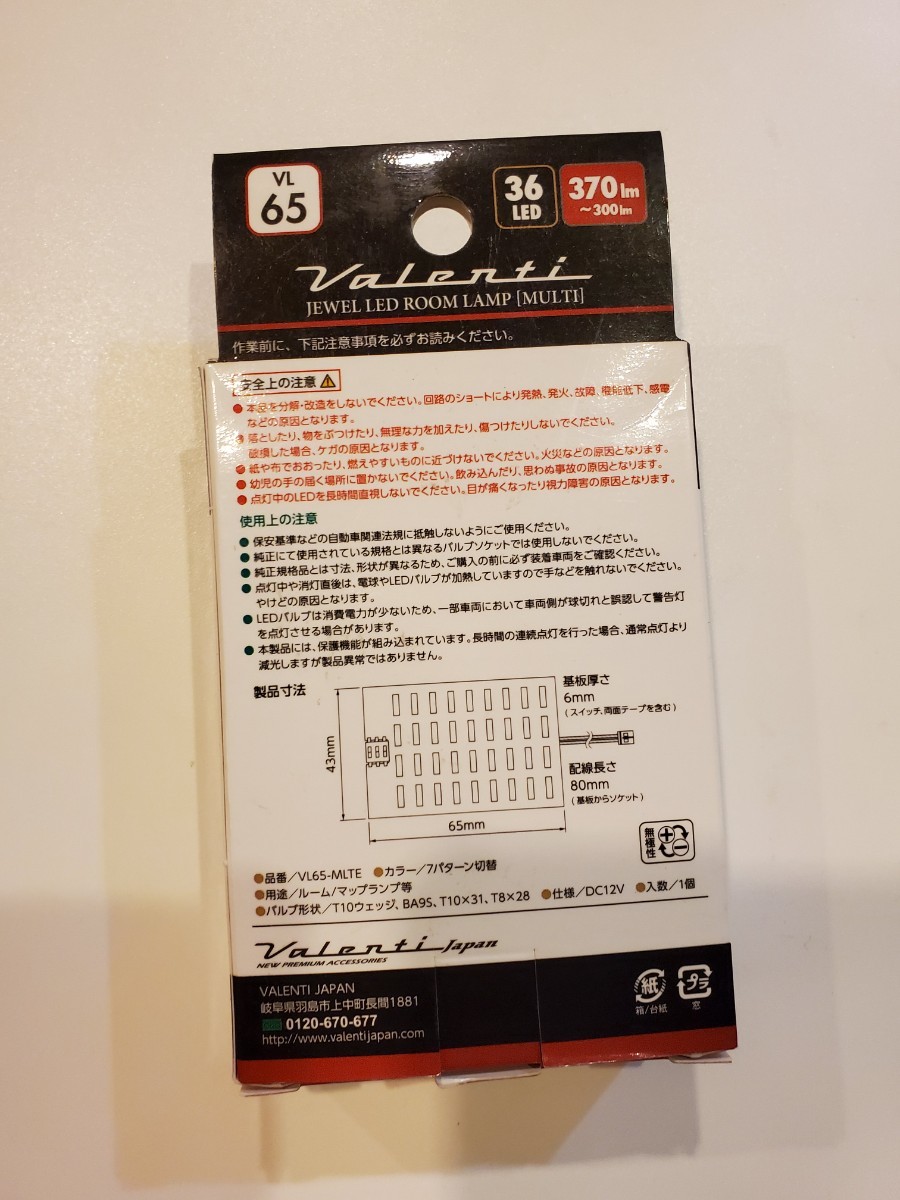 VL
65
36
LED
370lm
～300lm
Valenti
JEWEL LED ROOM LAMP [MULTI]
作業前に、下記注意事項を必ずお読みください。
安全上の注意
● 本品を分解・改造をしないでください。回路のショートにより発熱、発火、故障、機能低下、感電
などの原因となります。
● 落としたり、物をぶつけたり、無理な力を加えたり、傷つけたりしないでください。
破損した場合、ケガの原因となります。
● 紙や布でおおったり、燃えやすいものに近づけないでください。火災などの原因となります。
● 幼児の手の届く場所に置かないでください。飲み込んだり、思わぬ事故の原因となります。
● 点灯中のLEDを長時間直視しないでください。目が痛くなったり視力障害の原因となります。
使用上の注意
● 保安基準などの自動車関連法規に抵触しないようにご使用ください。
● 純正にて使用されている規格とは異なるバルブソケットでは使用しないでください。
● 純正規格品とは寸法、形状が異なるため、ご購入の前に必ず装着車両をご確認ください。
● 点灯中や消灯直後は、電球やLEDバルブが加熱していますので手などを触れないでください。
やけどの原因となります。
● LEDバルブは消費電力が少ないため、一部車両において車両側が球切れと誤認して警告灯
を点灯させる場合があります。
● 本製品には、保護機能が組み込まれています。長時間の連続点灯を行った場合、通常点灯より
減光しますが製品異常ではありません。
製品寸法
基板厚さ
6mm
（スイッチ、両面テープを含む）
43mm
配線長さ
80mm
（基板からソケット）
65mm
無極性
●品番／VL65-MLTE ●カラー／7パターン切替
●用途／ルーム/マップランプ等
●バルブ形状／T10ウェッジ、BA9S、T10×31、T8×28 ●仕様／DC12V ●入数／1個
Valenti Japan
NEW PREMIUM ACCESSORIES
VALENTI JAPAN
岐阜県羽島市上中町長間1881
0120-670-677
http://www.valentijapan.com
紙
箱/台紙
プラ
窓